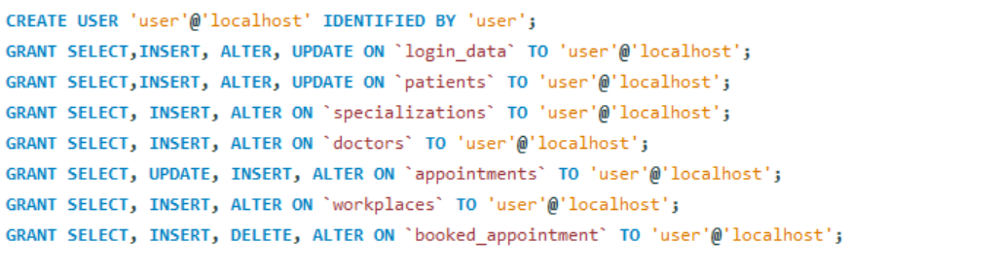 CREATE USER 'user'@'localhost' IDENTIFIED BY 'user';
GRANT SELECT,INSERT, ALTER, UPDATE ON `login_data` TO 'user'@'localhost';
GRANT SELECT,INSERT, ALTER, UPDATE ON `patients` TO 'user'@'localhost';
GRANT SELECT, INSERT, ALTER ON `specializations` TO 'user'@'localhost';
GRANT SELECT, INSERT, ALTER ON `doctors` TO 'user'@'localhost';
GRANT SELECT, UPDATE, INSERT, ALTER ON `appointments` TO 'user'@'localhost';
GRANT SELECT, INSERT, ALTER ON `workplaces` TO 'user'@'localhost';
GRANT SELECT, INSERT, DELETE, ALTER ON `booked_appointment` TO 'user'@'localhost';